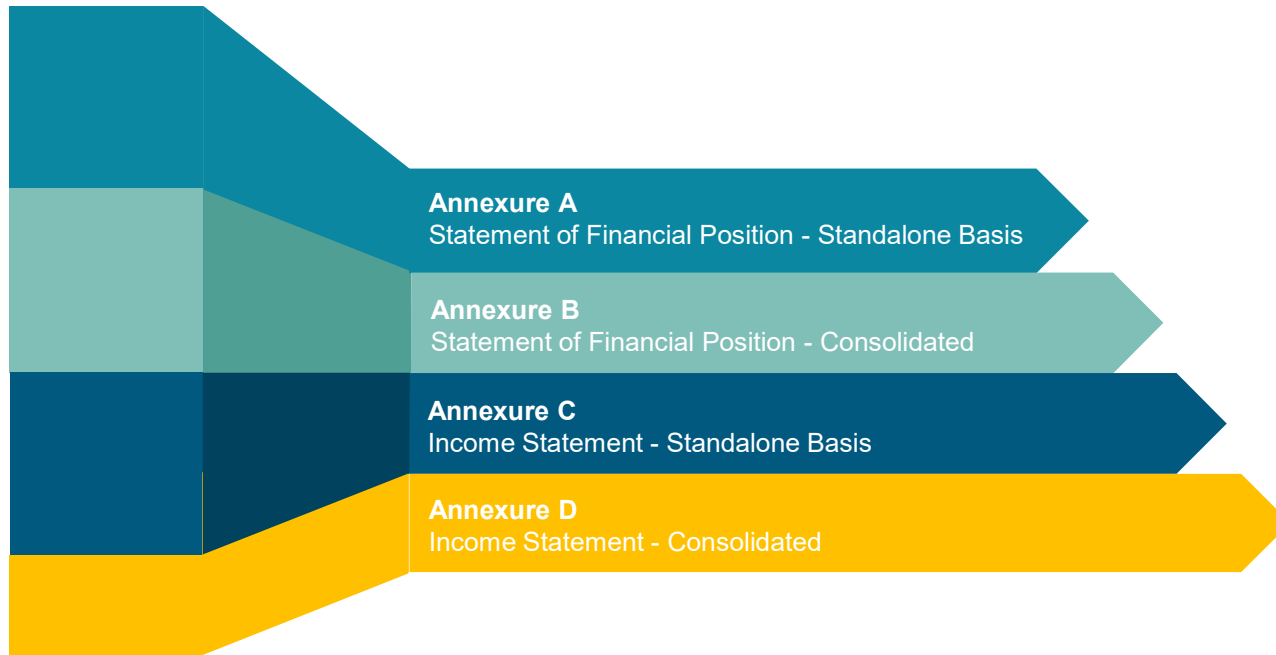 Annexure A
Statement of Financial Position - Standalone Basis
Annexure B
Statement of Financial Position - Consolidated
Annexure C
Income Statement - Standalone Basis
Annexure D
Income Statement - Consolidated